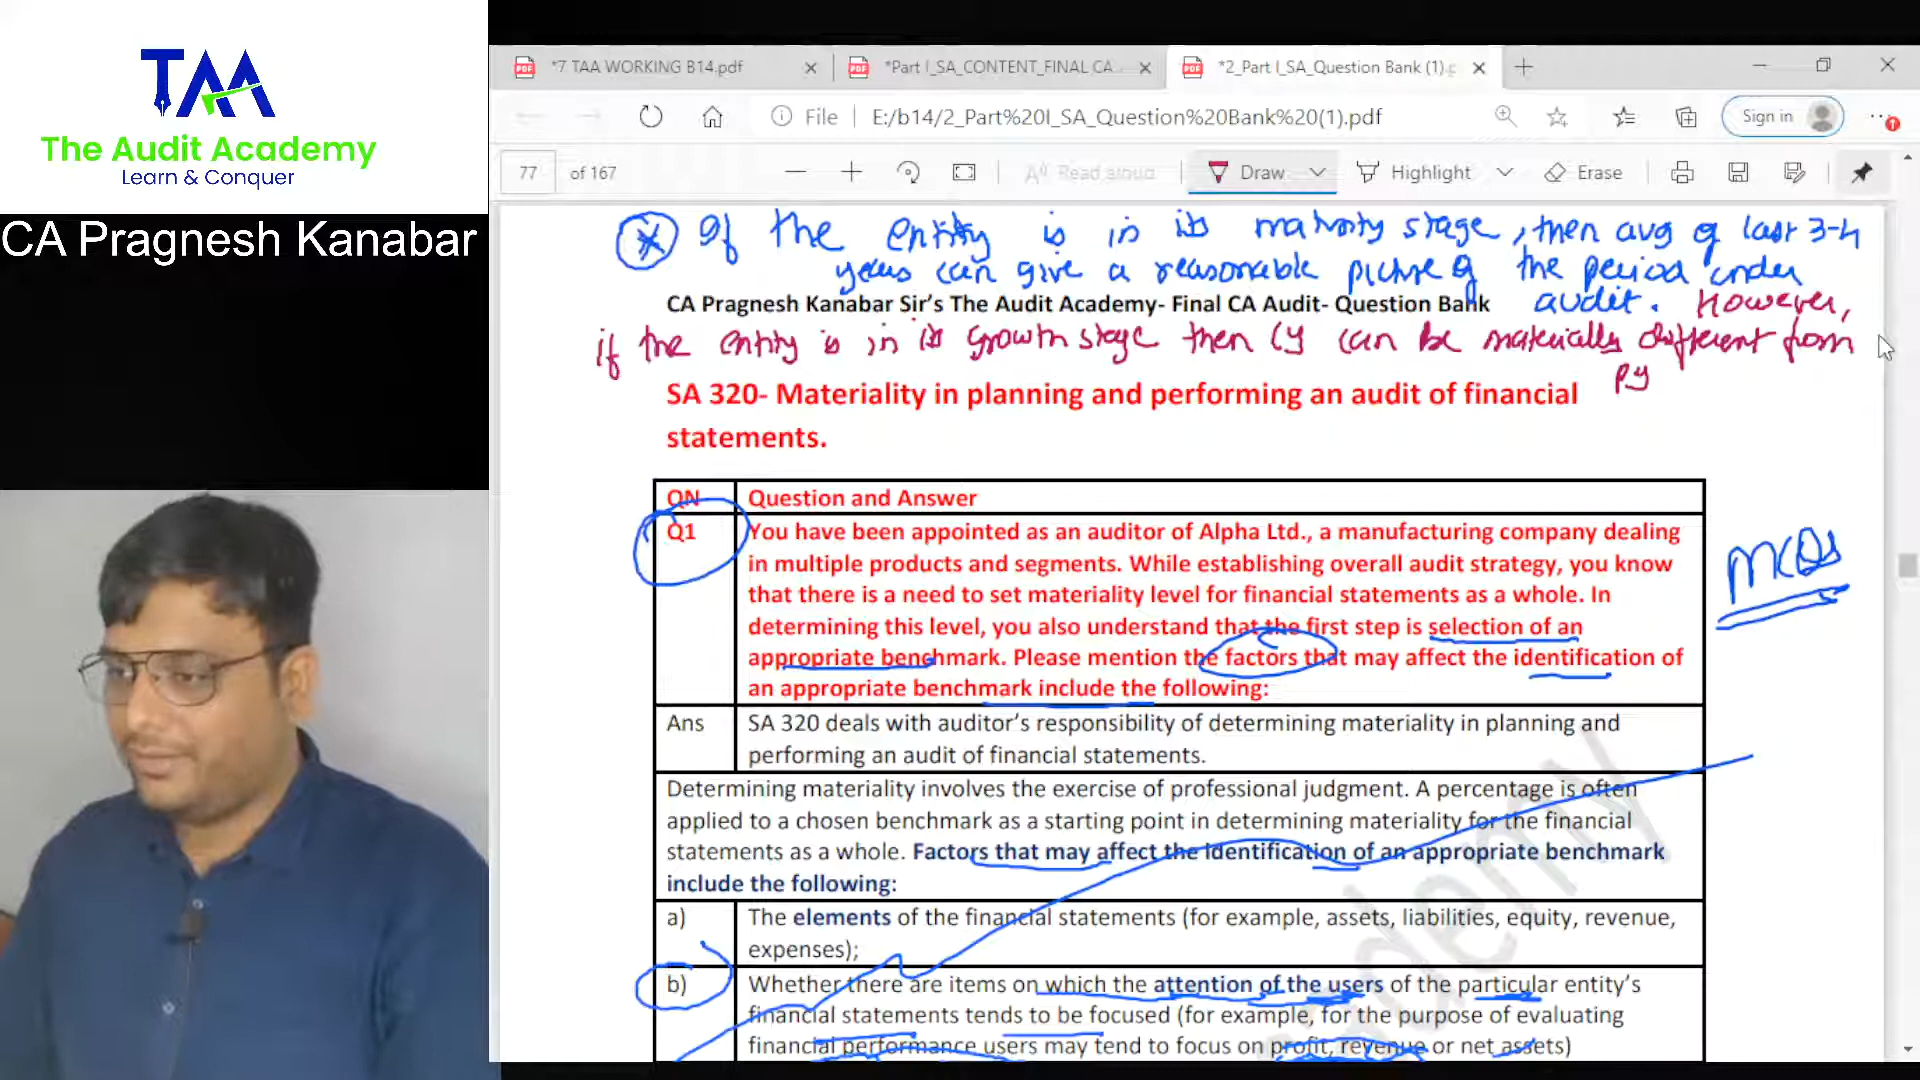 TAA
The Audit Academy
Learn & Conquer
CA Pragnesh Kanabar
*7 TAA WORKING B14.pdf
*Part I_SA_CONTENT_FINAL CA
*2_Part I_SA_Question Bank (1).p
File
E:/b14/2_Part%20I_SA_Question%20Bank%20(1).pdf
Sign in
77 of 167
Read aloud
Draw
Highlight
Erase
If the entity is in its maturity stage, then avg of last 3-4
years can give a reasonable picture of the period under
audit. However,
CA Pragnesh Kanabar Sir's The Audit Academy- Final CA Audit- Question Bank
if the entity is in its growth stage then CY can be materially different from
PY
SA 320- Materiality in planning and performing an audit of financial
statements.
QN Question and Answer
Q1 You have been appointed as an auditor of Alpha Ltd., a manufacturing company dealing
in multiple products and segments. While establishing overall audit strategy, you know
that there is a need to set materiality level for financial statements as a whole. In
determining this level, you also understand that the first step is selection of an
appropriate benchmark. Please mention the factors that may affect the identification of
an appropriate benchmark include the following:
MCQs
Ans SA 320 deals with auditor's responsibility of determining materiality in planning and
performing an audit of financial statements.
Determining materiality involves the exercise of professional judgment. A percentage is often
applied to a chosen benchmark as a starting point in determining materiality for the financial
statements as a whole. Factors that may affect the identification of an appropriate benchmark
include the following:
a) The elements of the financial statements (for example, assets, liabilities, equity, revenue,
expenses);
b) Whether there are items on which the attention of the users of the particular entity's
financial statements tends to be focused (for example, for the purpose of evaluating
financial performance users may tend to focus on profit, revenue or net assets)